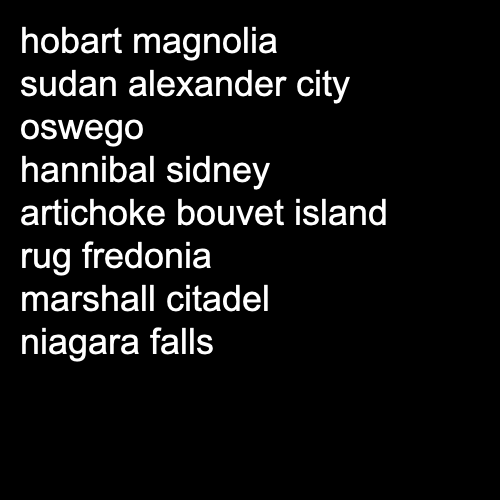 hobart magnolia
sudan alexander city
oswego
hannibal sidney
artichoke bouvet island
rug fredonia
marshall citadel
niagara falls